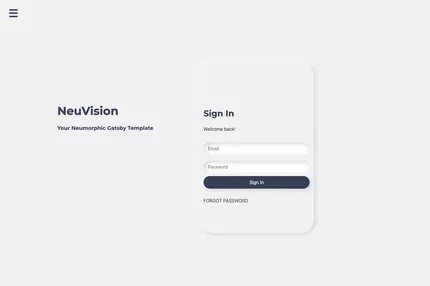 NeuVision
Your Neumorphic Gatsby Template
Sign In
Welcome back!
Email
Password
Sign in
FORGOT PASSWORD